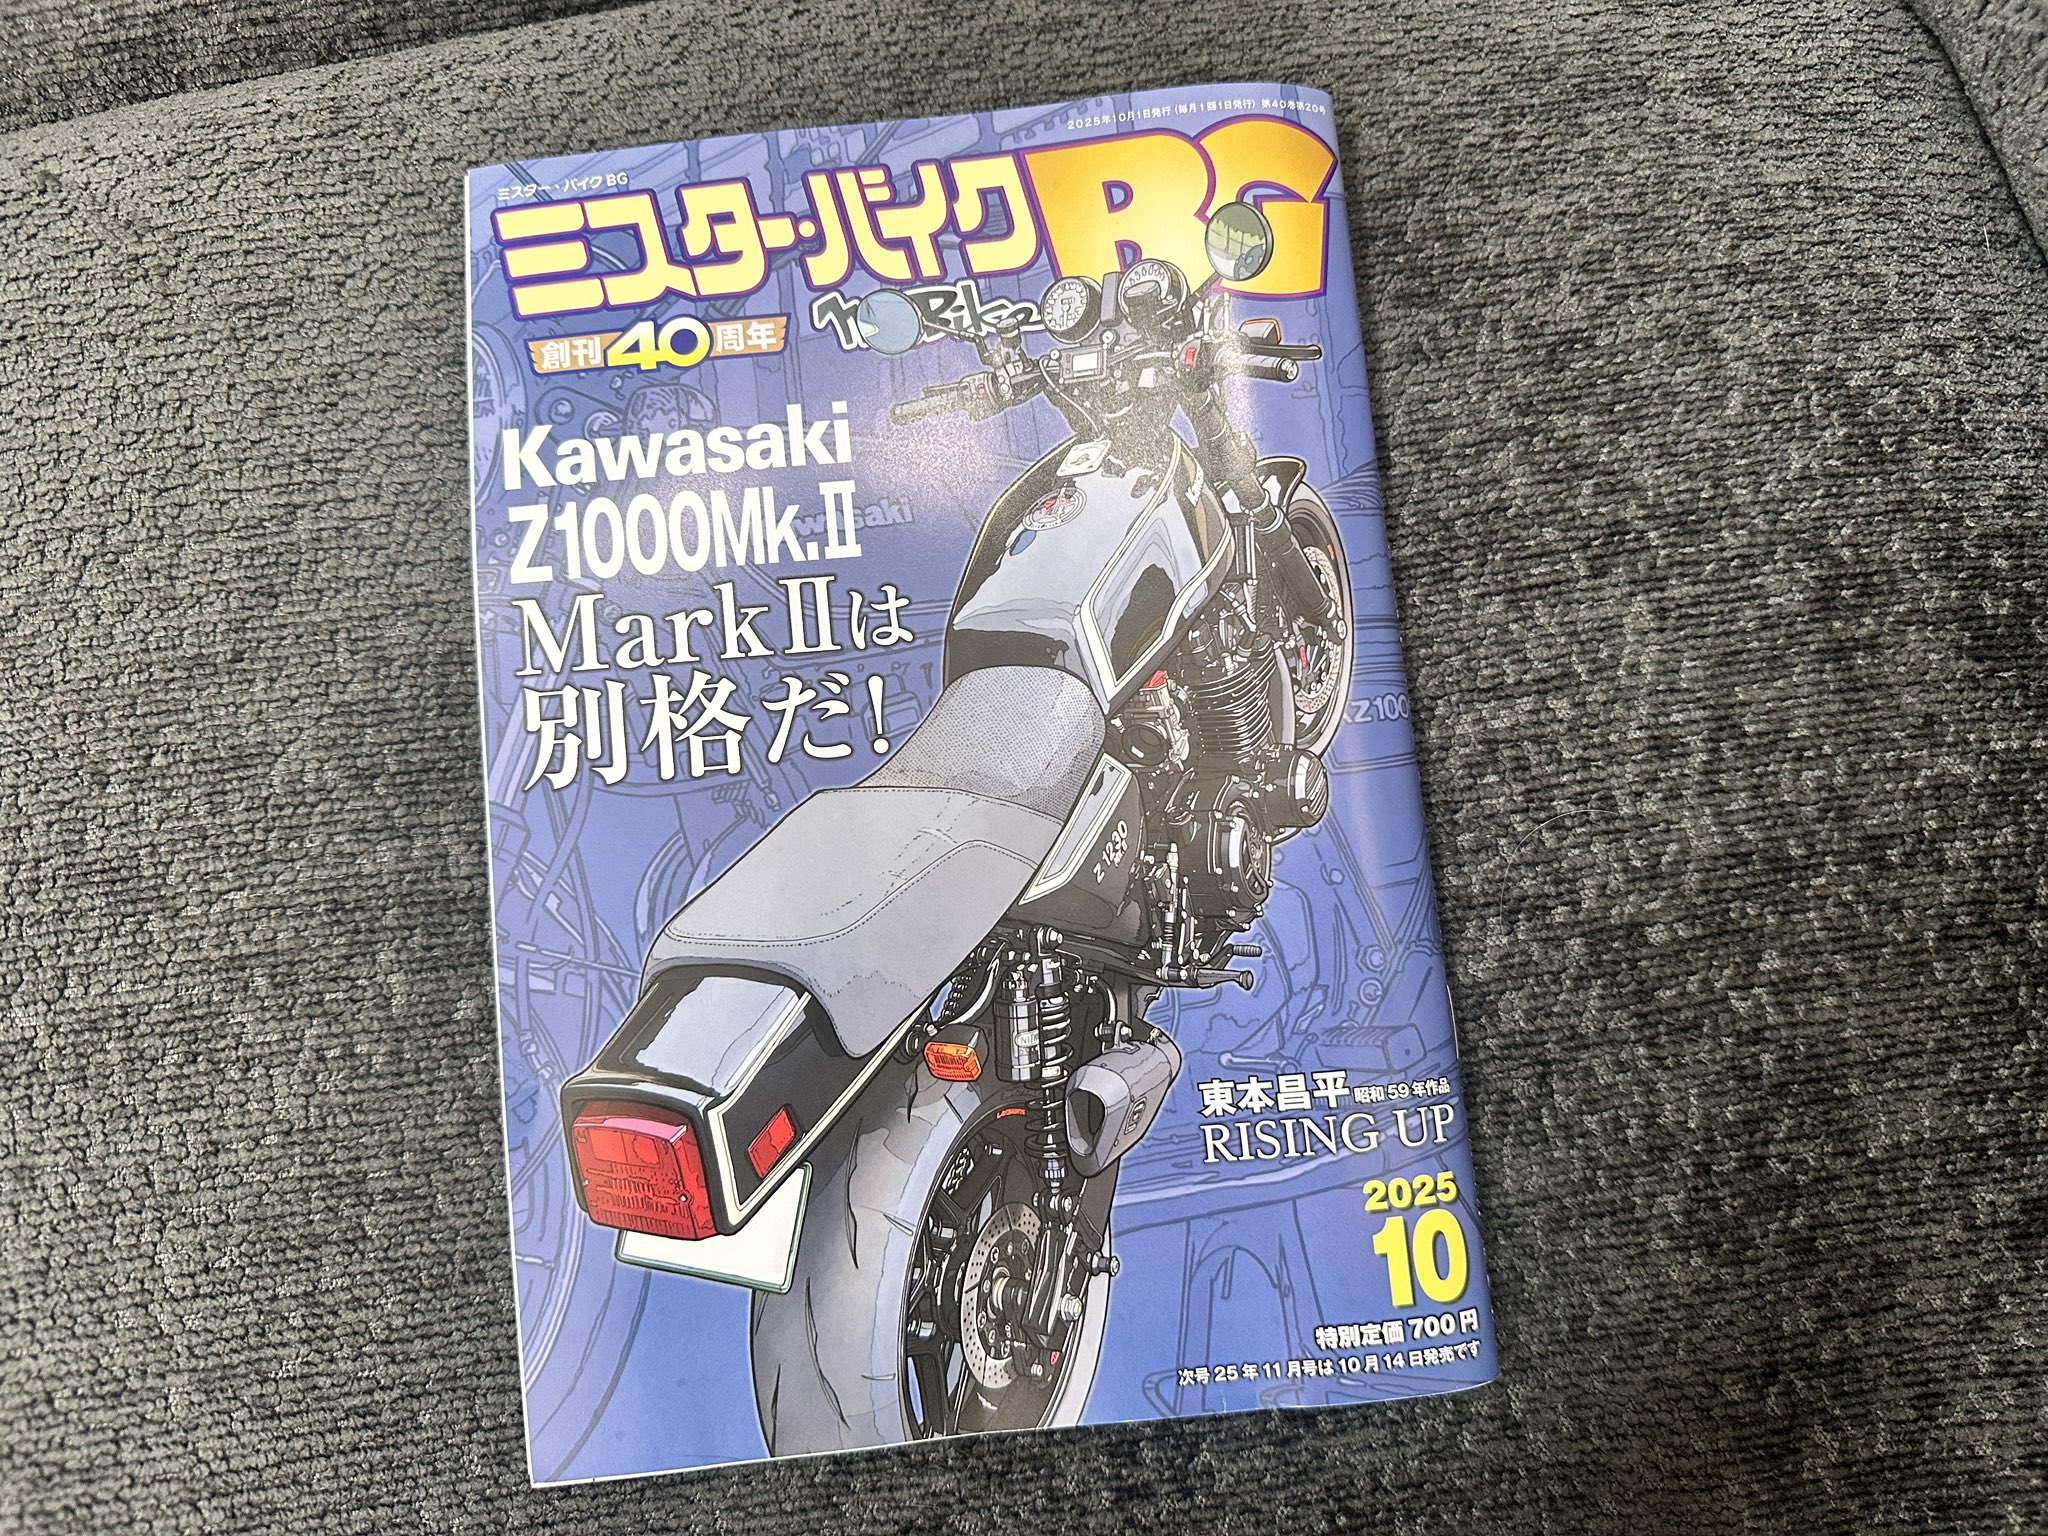 2025年10月1日発行(毎月1回1日発行) 第40巻第20号
ミスター・バイクBG
ミスター・バイクBG
創刊40周年
Kawasaki
Z1000Mk.II
MarkIIは
別格だ!
Z1230
東本昌平 昭和59年作品
RISING UP
2025
10
特別定価700円
次号25年11月号は10月14日発売です